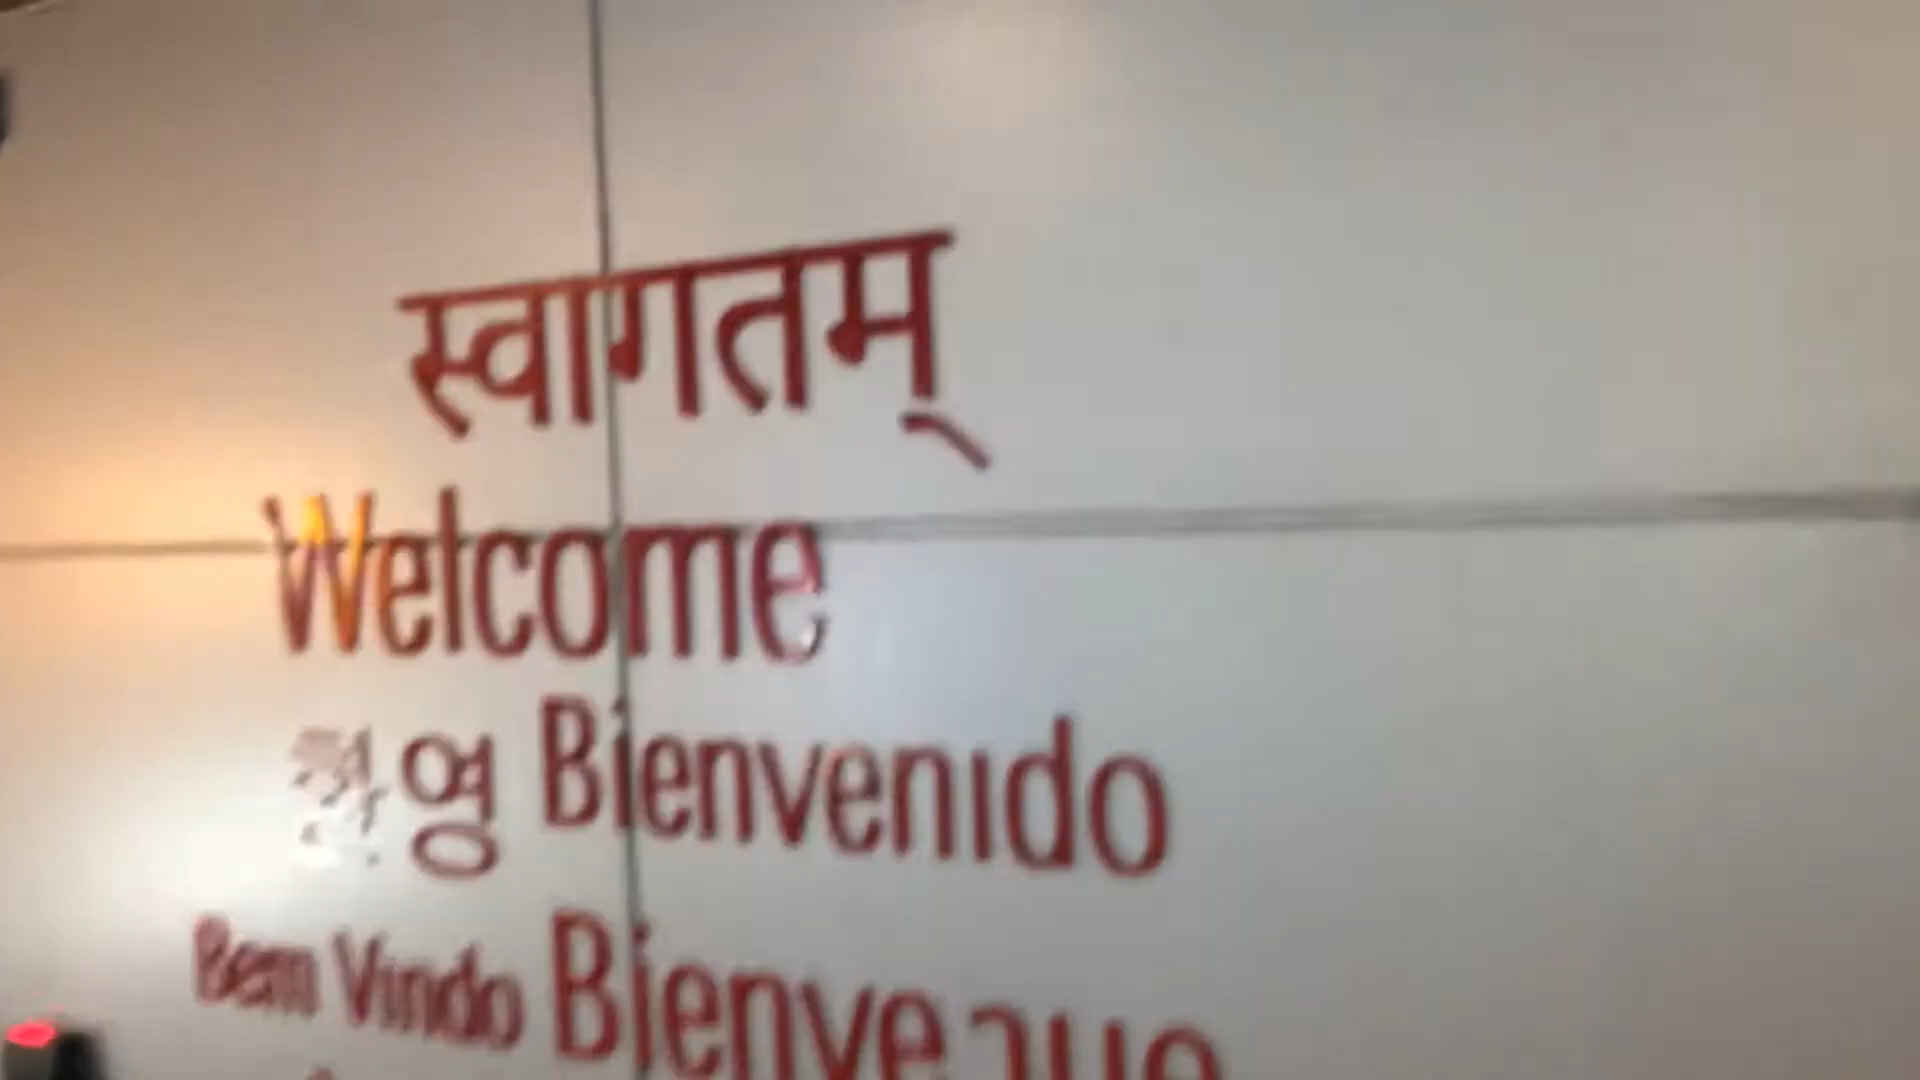 स्वागतम्
Welcome
Bienvenido
Bem Vindo Bienvenue